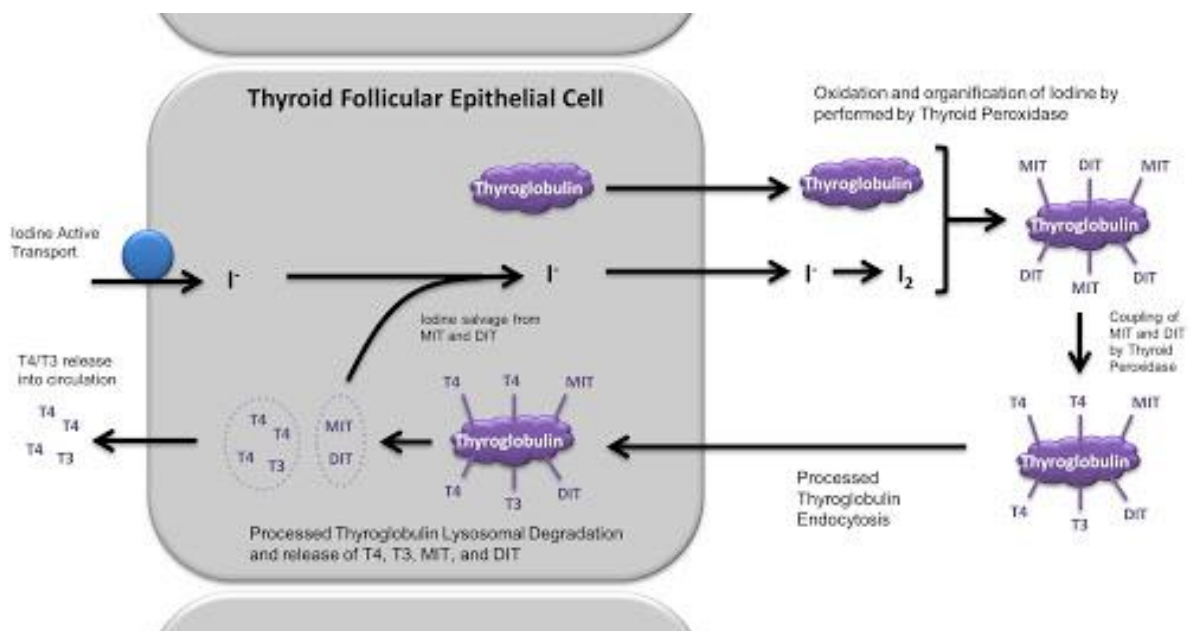 Thyroid Follicular Epithelial Cell
Oxidation and organification of Iodine by
performed by Thyroid Peroxidase
Thyroglobulin
Thyroglobulin
MIT
DIT
MIT
Thyroglobulin
DIT
MIT
DIT
Iodine Active
Transport
I-
I-
I-
I2
Iodine salvage from
MIT and DIT
Coupling of
MIT and DIT
by Thyroid
Peroxidase
T4/T3 release
into circulation
T4
T4
T4
T3
T4
T4
T4
T3
MIT
DIT
T4
T4
MIT
Thyroglobulin
T4
T3
DIT
Processed
Thyroglobulin
Endocytosis
T4
T4
MIT
Thyroglobulin
T4
T3
DIT
Processed Thyroglobulin Lysosomal Degradation
and release of T4, T3, MIT, and DIT